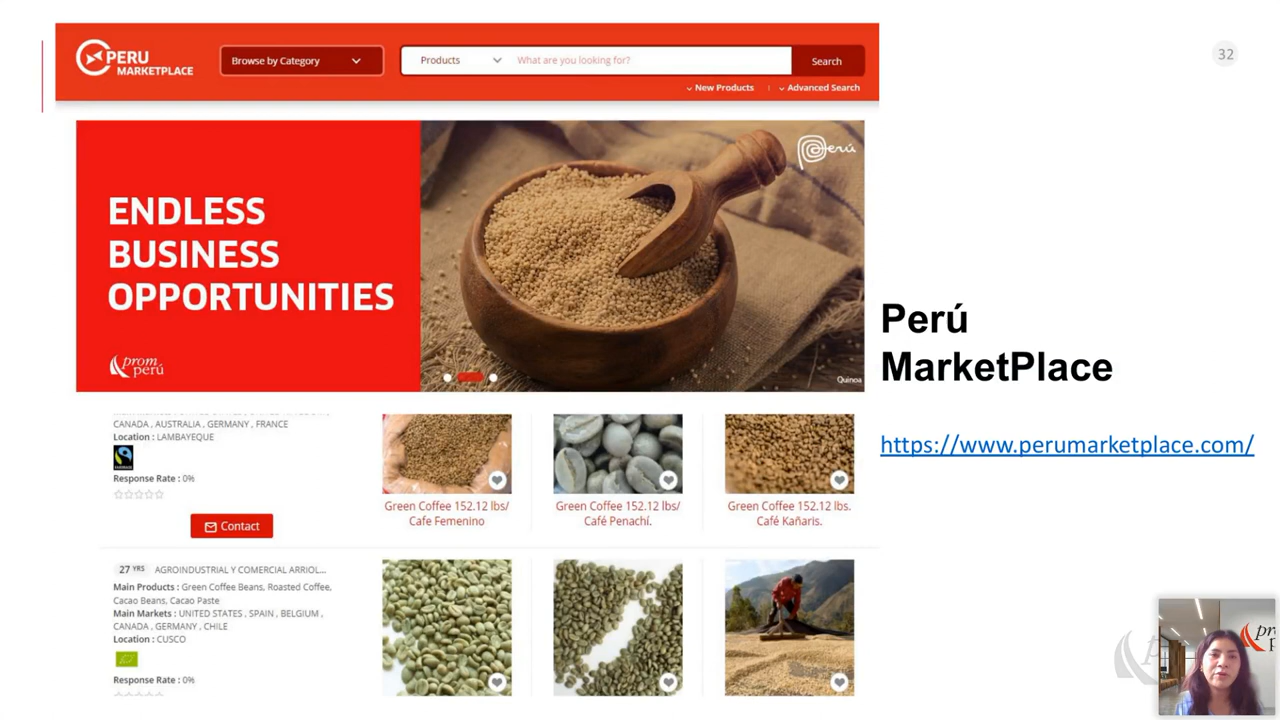 32
PERU
MARKETPLACE
Browse by Category
Products
What are you looking for?
Search
New Products
Advanced Search
ENDLESS
BUSINESS
OPPORTUNITIES
prom
perú
Perú
Quinoa
Perú
MarketPlace
https://www.perumarketplace.com/
CANADA , AUSTRALIA , GERMANY , FRANCE
Location : LAMBAYEQUE
Response Rate : 0%
Contact
Green Coffee 152.12 lbs/
Cafe Femenino
Green Coffee 152.12 lbs/
Café Penachí.
Green Coffee 152.12 lbs.
Café Kañaris.
27 YRS AGROINDUSTRIAL Y COMERCIAL ARRIOL...
Main Products : Green Coffee Beans, Roasted Coffee,
Cacao Beans, Cacao Paste
Main Markets : UNITED STATES , SPAIN , BELGIUM ,
CANADA , GERMANY , CHILE
Location : CUSCO
Response Rate : 0%